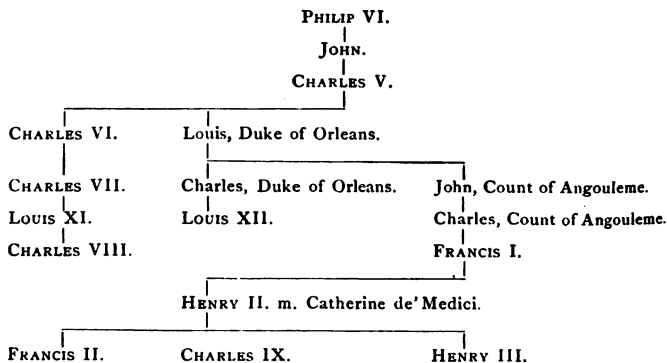 PHILIP VI.
JOHN.
CHARLES V.
CHARLES VI. Louis, Duke of Orleans.
CHARLES VII. Charles, Duke of Orleans. John, Count of Angouleme.
LOUIS XI. LOUIS XII. Charles, Count of Angouleme.
CHARLES VIII. FRANCIS I.
HENRY II. m. Catherine de' Medici.
FRANCIS II. CHARLES IX. HENRY III.